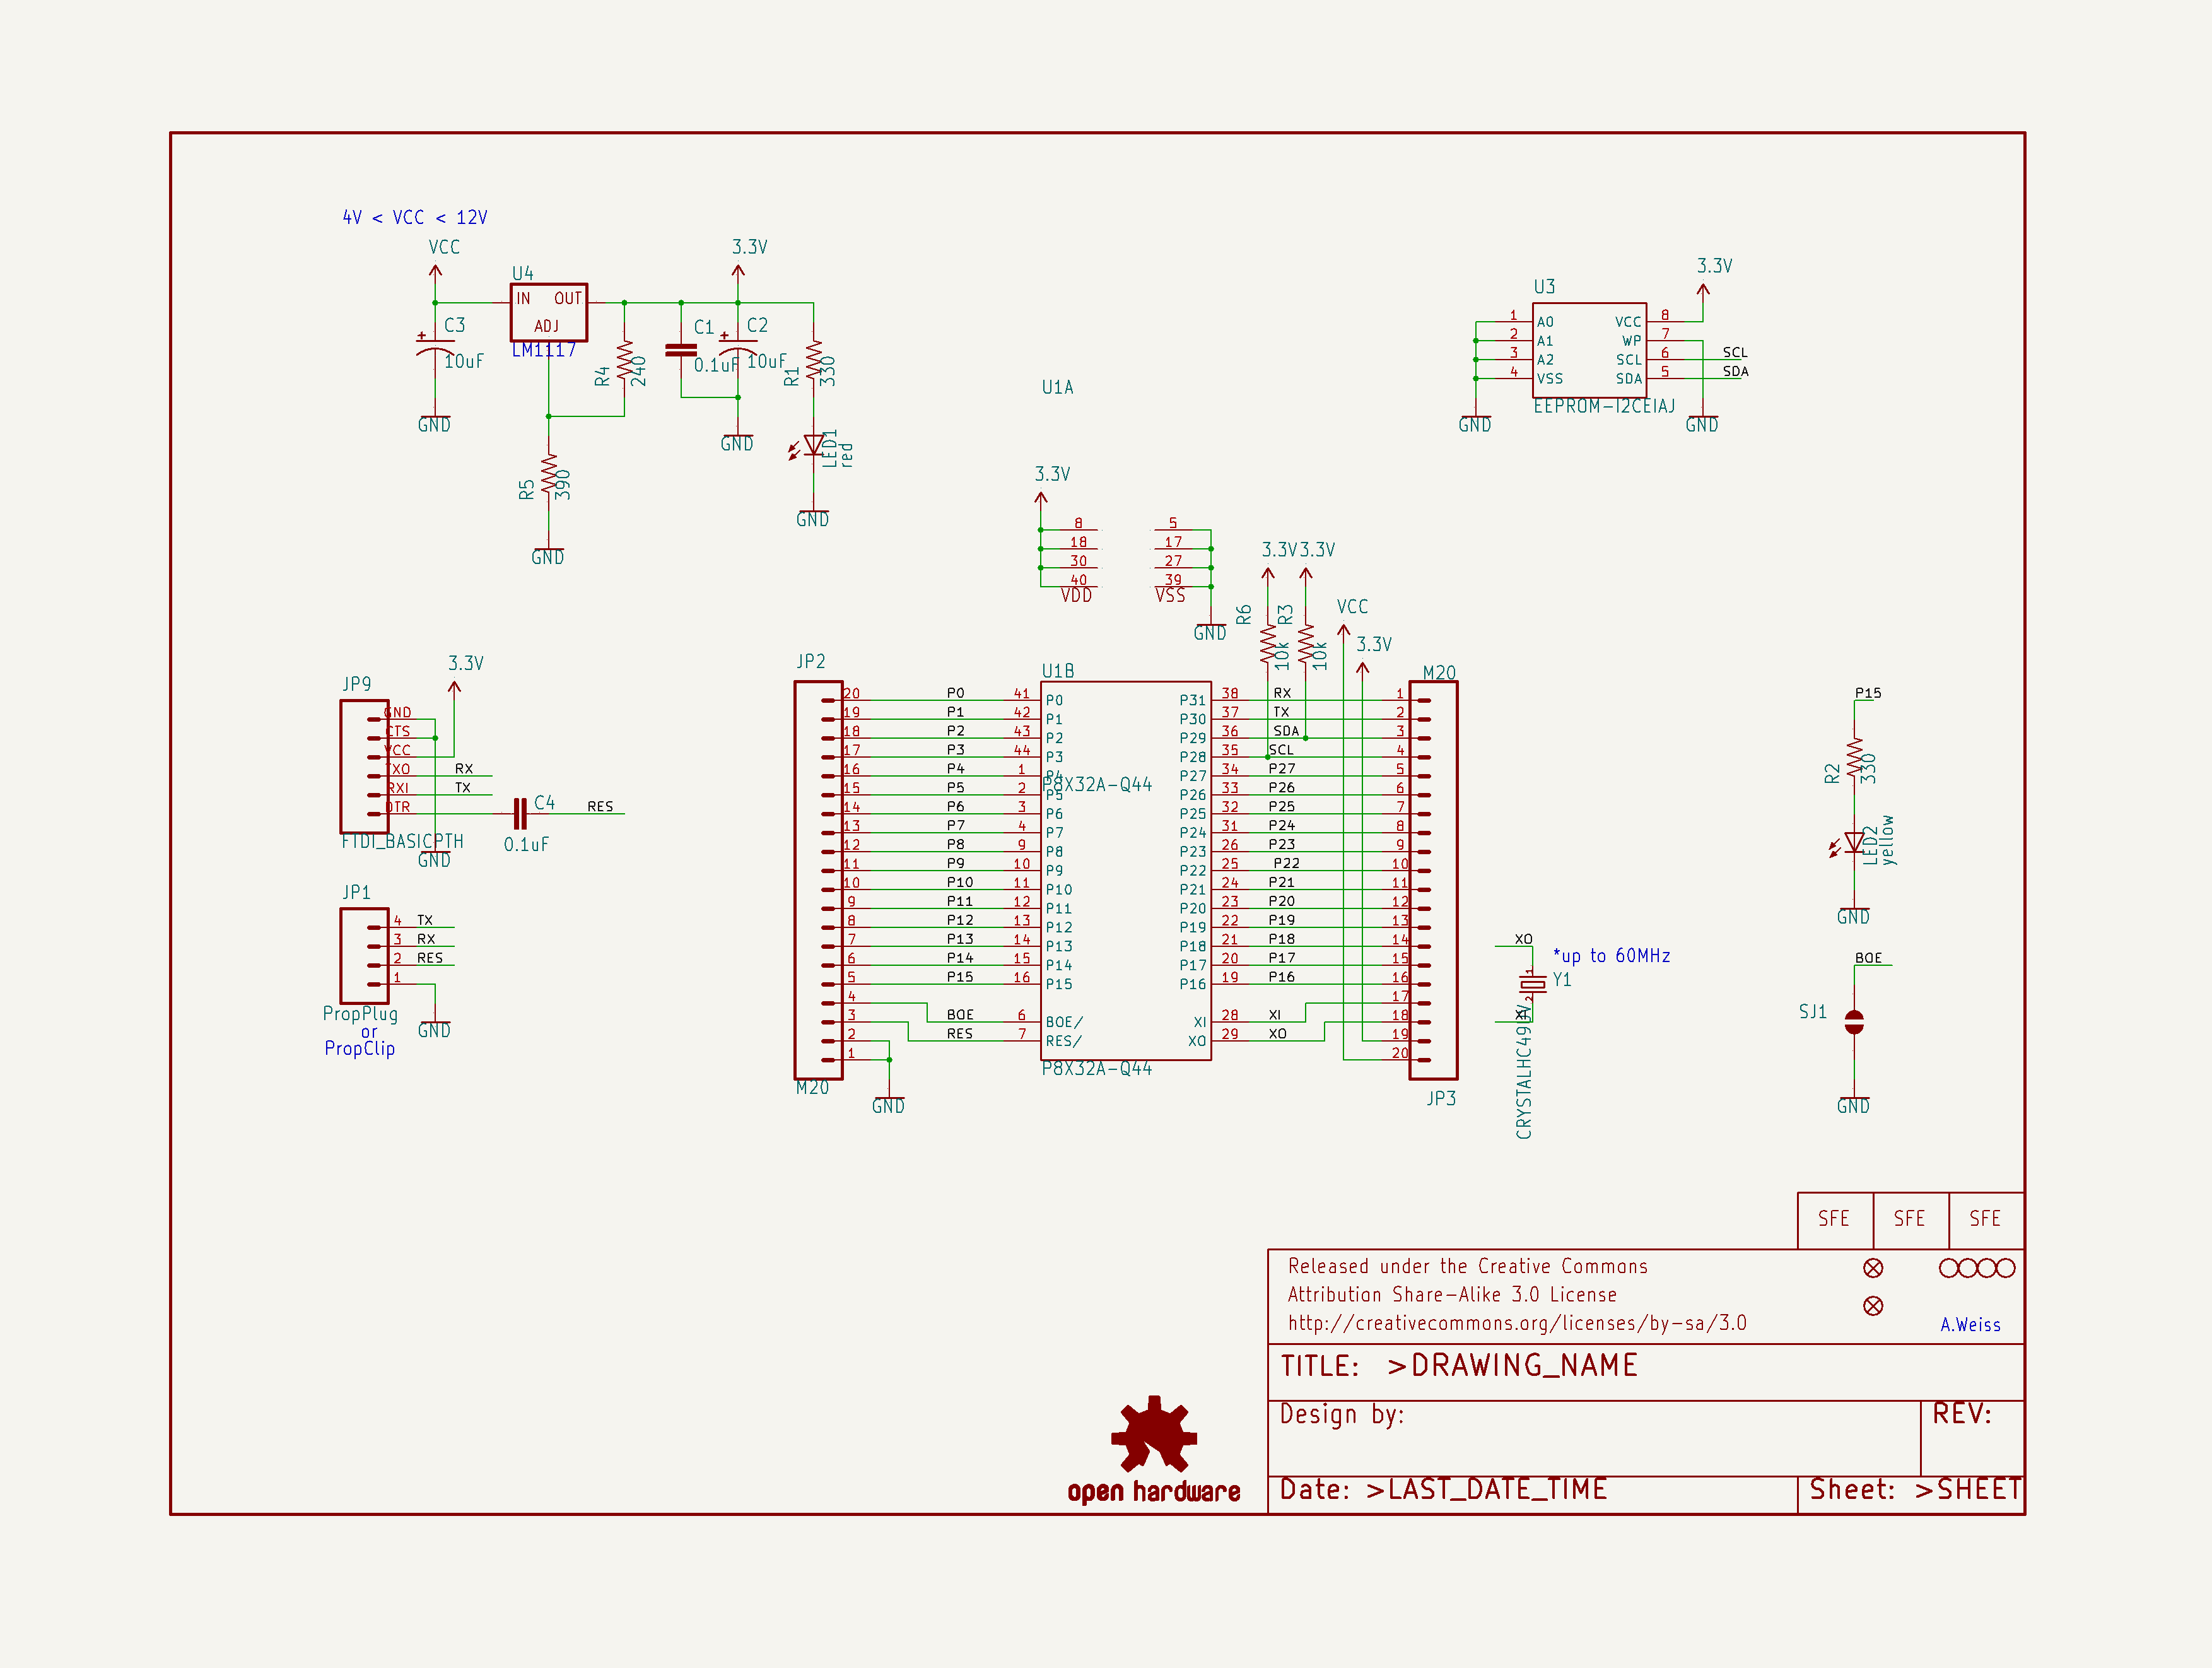 4V < VCC < 12V
VCC
3.3V
U4
IN OUT
ADJ
LM1117
C3
10uF
GND
R4
240
C1
0.1uF
C2
10uF
GND
R1
330
LED1
red
GND
R5
390
GND
U1A
3.3V
8
18
30
40
VDD
5
17
27
39
VSS
GND
U3
3.3V
1 A0 VCC 8
2 A1 WP 7
3 A2 SCL 6 SCL
4 VSS SDA 5 SDA
EEPROM-I2CEIAJ
GND
GND
3.3V
3.3V
R6
10k
R3
10k
VCC
3.3V
JP9
3.3V
GND
CTS
VCC
TXO RX
RXI TX
DTR
C4
0.1uF
RES
FTDI_BASICPTH
GND
JP1
4 TX
3 RX
2 RES
1
PropPlug
or
PropClip
GND
JP2
U1B
M20
20 P0 41 P0 P31 38 RX 1
19 P1 42 P1 P30 37 TX 2
18 P2 43 P2 P29 36 SDA 3
17 P3 44 P3 P28 35 SCL 4
16 P4 1 P4 P27 34 P27 5
P8X32A-Q44
15 P5 2 P5 P26 33 P26 6
14 P6 3 P6 P25 32 P25 7
13 P7 4 P7 P24 31 P24 8
12 P8 9 P8 P23 26 P23 9
11 P9 10 P9 P22 25 P22 10
10 P10 11 P10 P21 24 P21 11
9 P11 12 P11 P20 23 P20 12
8 P12 13 P12 P19 22 P19 13
7 P13 14 P13 P18 21 P18 14
6 P14 15 P14 P17 20 P17 15
5 P15 16 P15 P16 19 P16 16
4 17
3 BOE 6 BOE/ XI 28 XI 18
2 RES 7 RES/ XO 29 XO 19
1 20
P8X32A-Q44
M20
GND
JP3
XO
*up to 60MHz
1
Y1
2
XI
CRYSTALHC49UV
P15
R2
330
LED2
yellow
GND
BOE
SJ1
GND
SFE SFE SFE
Released under the Creative Commons
Attribution Share-Alike 3.0 License
http://creativecommons.org/licenses/by-sa/3.0
A.Weiss
TITLE: >DRAWING_NAME
Design by:
REV:
Date: >LAST_DATE_TIME
Sheet: >SHEET
open hardware